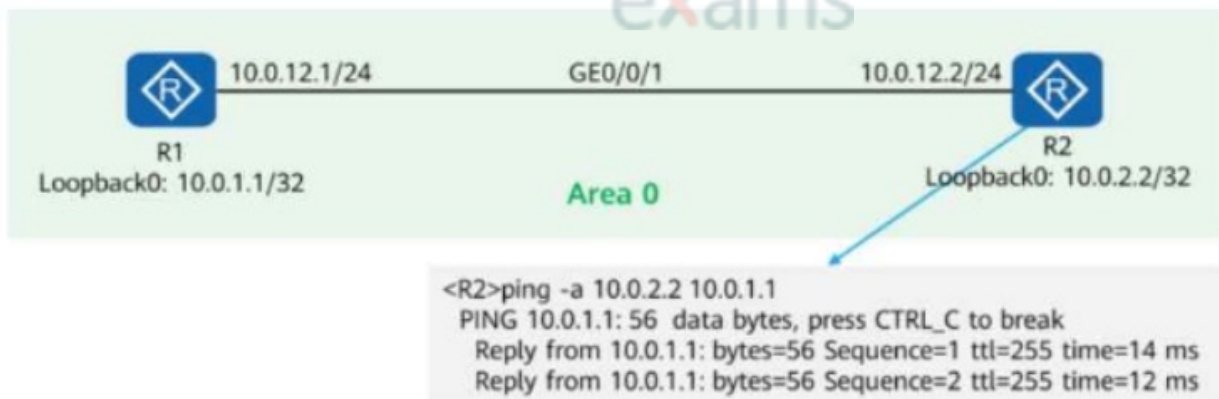 exams
10.0.12.1/24 GE0/0/1 10.0.12.2/24
R R
R1 R2
Loopback0: 10.0.1.1/32 Loopback0: 10.0.2.2/32
Area 0
<R2>ping -a 10.0.2.2 10.0.1.1
PING 10.0.1.1: 56 data bytes, press CTRL_C to break
Reply from 10.0.1.1: bytes=56 Sequence=1 ttl=255 time=14 ms
Reply from 10.0.1.1: bytes=56 Sequence=2 ttl=255 time=12 ms